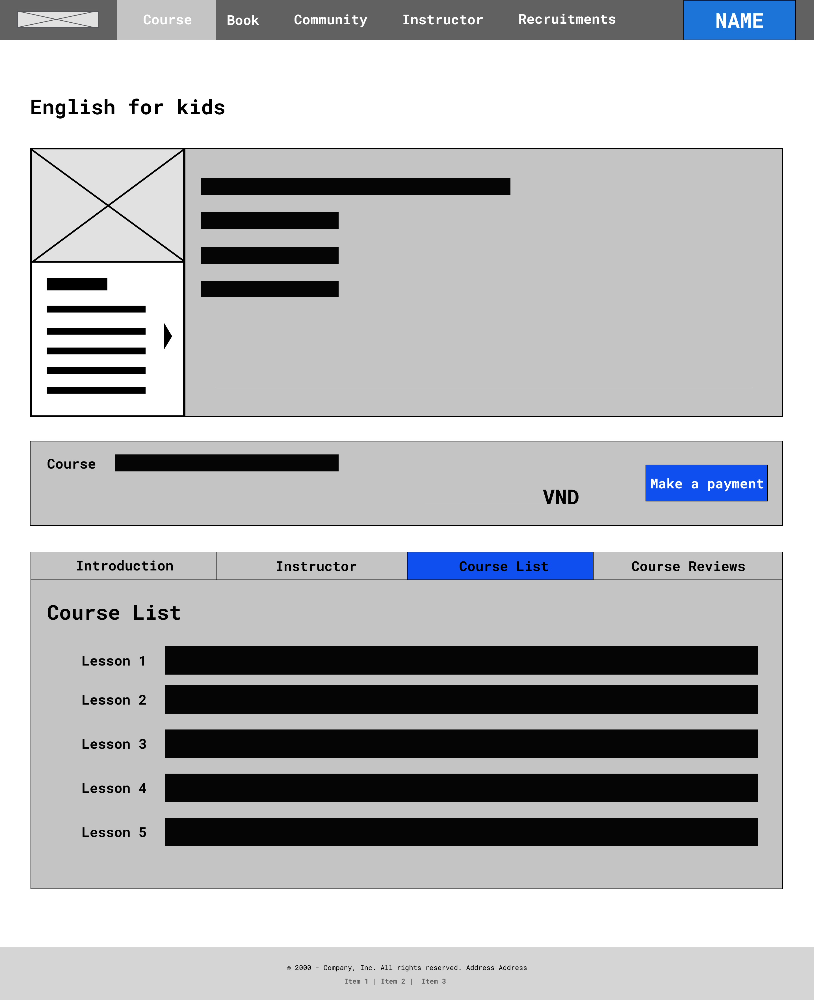 Course Book Community Instructor Recruitments NAME
English for kids
Course
VND
Make a payment
Introduction Instructor Course List Course Reviews
Course List
Lesson 1
Lesson 2
Lesson 3
Lesson 4
Lesson 5
© 2000 - Company, Inc. All rights reserved. Address Address
Item 1 | Item 2 | Item 3